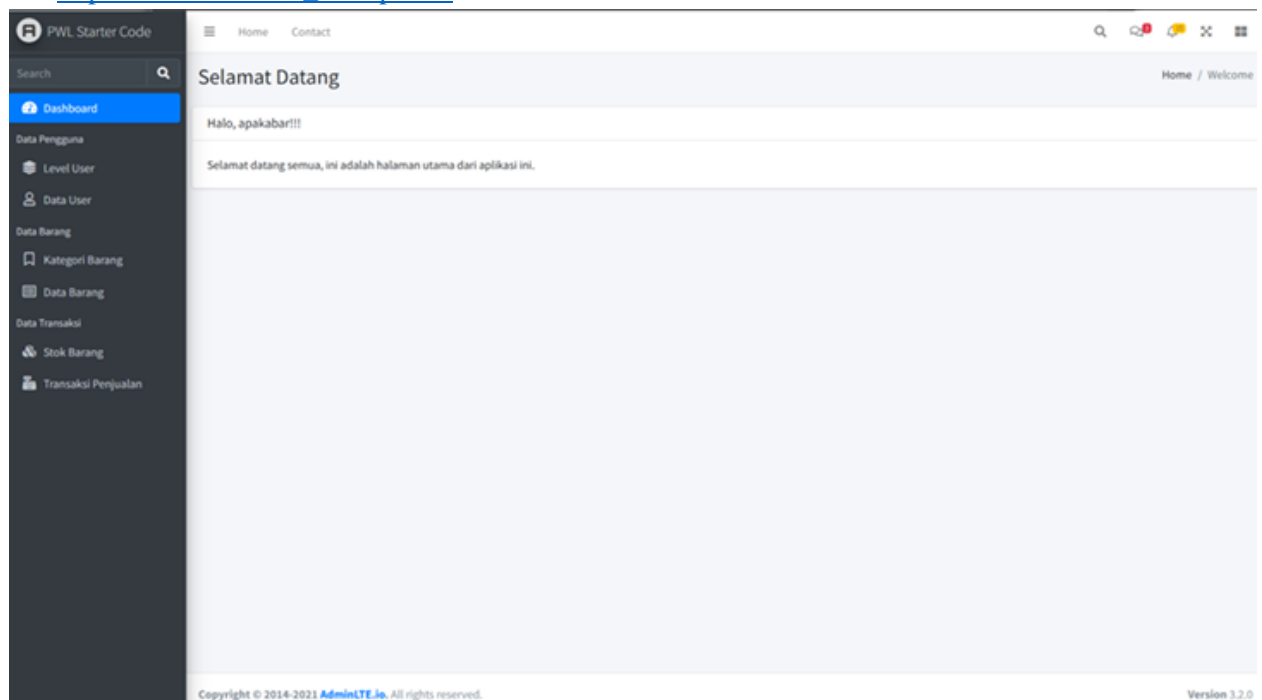 PWL Starter Code
Home Contact
Search
Selamat Datang
Home / Welcome
Dashboard
Halo, apakabar!!!
Data Pengguna
Selamat datang semua, ini adalah halaman utama dari aplikasi ini.
Level User
Data User
Data Barang
Kategori Barang
Data Barang
Data Transaksi
Stok Barang
Transaksi Penjualan
Copyright © 2014-2021 AdminLTE.io. All rights reserved.
Version 3.2.0